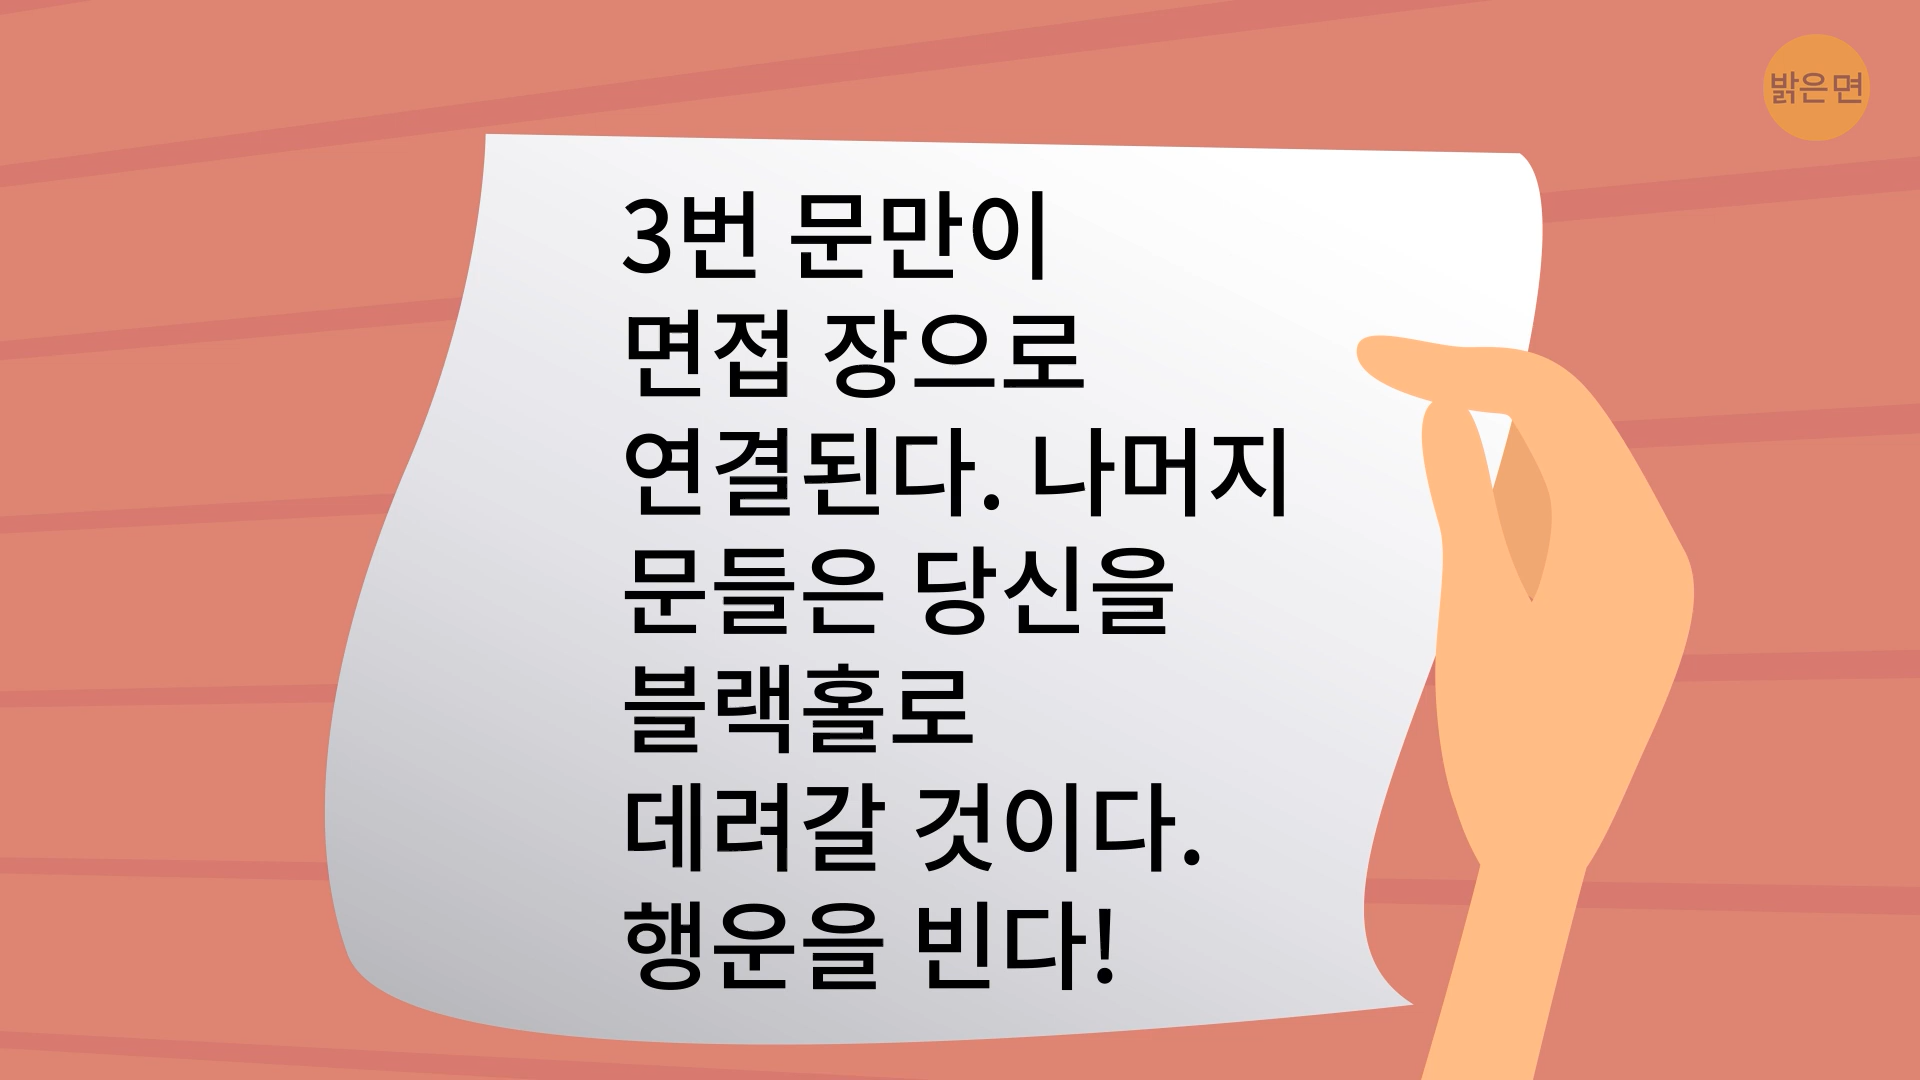 밝은면
3번 문만이
면접 장으로
연결된다. 나머지
문들은 당신을
블랙홀로
데려갈 것이다.
행운을 빈다!